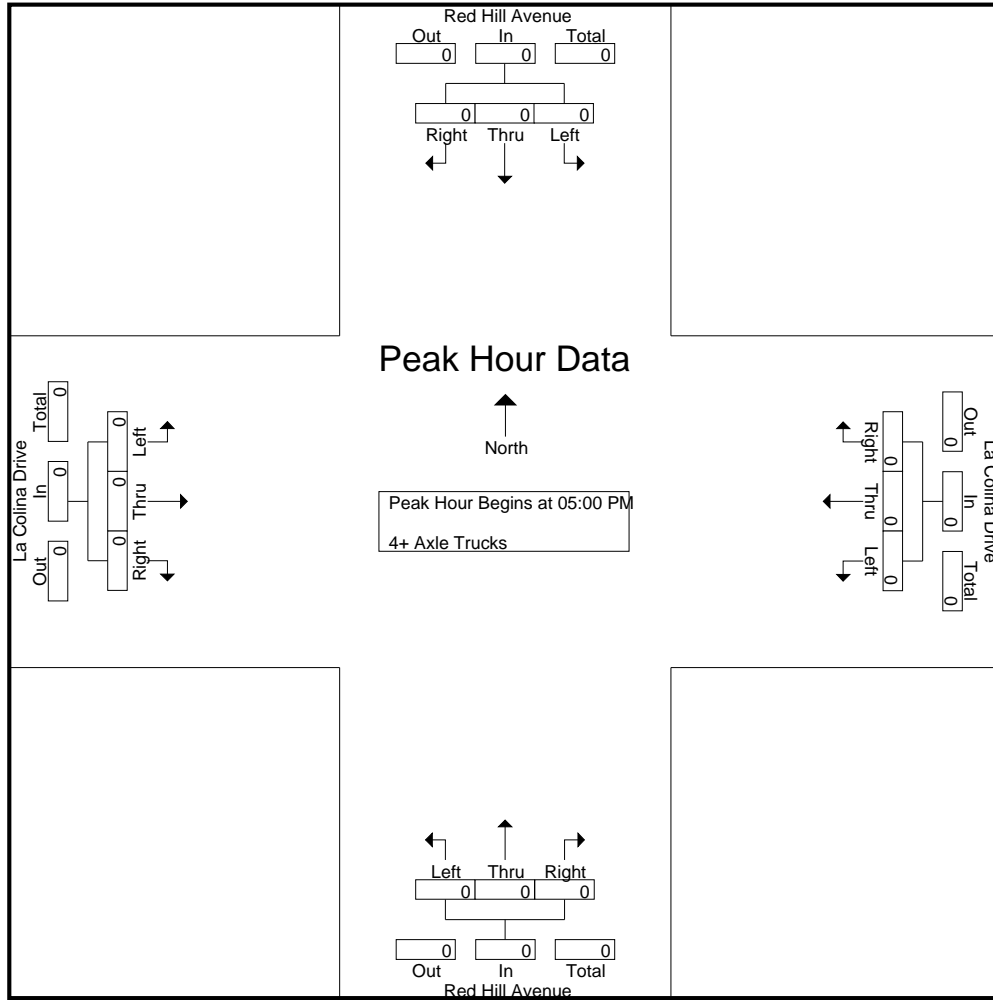 Red Hill Avenue
Out In Total
0 0 0
0 0 0
Right Thru Left
Peak Hour Data
North
Peak Hour Begins at 05:00 PM
4+ Axle Trucks
La Colina Drive
Total In Out
0 0 0
0 0 0
Left Thru Right
Right Thru Left
0 0 0
0 0 0
Out In Total
La Colina Drive
Left Thru Right
0 0 0
0 0 0
Out In Total
Red Hill Avenue